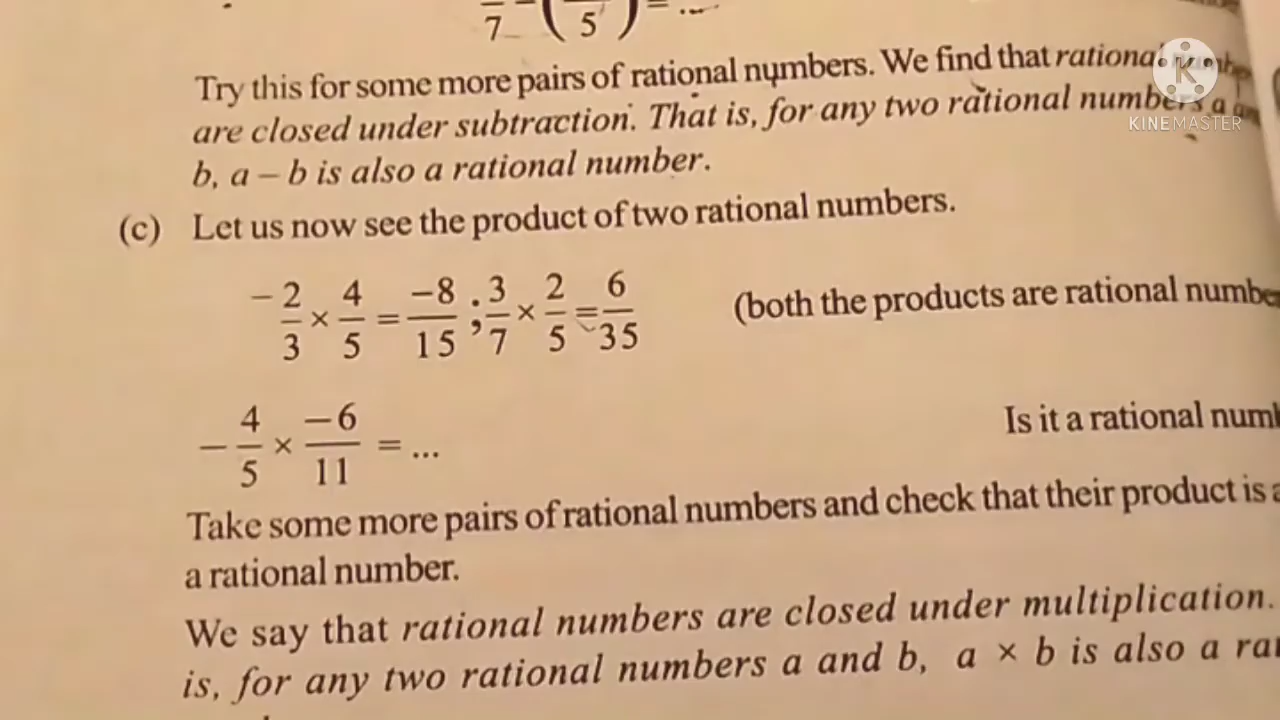 7 − ( 5 ) = ...
Try this for some more pairs of rational numbers. We find that rational
are closed under subtraction. That is, for any two rational numbers a
b, a – b is also a rational number.
(c) Let us now see the product of two rational numbers.
-2/3 × 4/5 = -8/15 ; 3/7 × 2/5 = 6/35 (both the products are rational
-4/5 × -6/11 = ... Is it a rational
Take some more pairs of rational numbers and check that their product is
a rational number.
We say that rational numbers are closed under multiplication.
is, for any two rational numbers a and b, a × b is also a
K
KINEMASTER